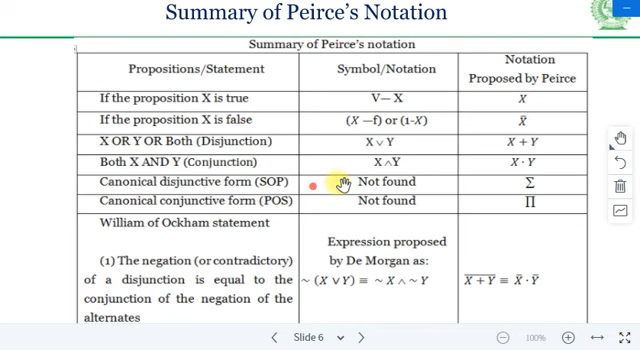 Summary of Peirce's Notation
Summary of Peirce's notation
Propositions/Statement Symbol/Notation Notation
Proposed by Peirce
If the proposition X is true V— X X
If the proposition X is false (X —f) or (1-X) X̄
X OR Y OR Both (Disjunction) X ∨ Y X + Y
Both X AND Y (Conjunction) X ∧Y X · Y
Canonical disjunctive form (SOP) Not found Σ
Canonical conjunctive form (POS) Not found Π
William of Ockham statement
(1) The negation (or contradictory)
of a disjunction is equal to the
conjunction of the negation of the
alternates
Expression proposed
by De Morgan as:
~ (X ∨ Y) ≡ ~ X ∧ ~ Y
X̅ ̅+̅ ̅Y̅ ≡ X̄ · Ȳ
Slide 6
100%